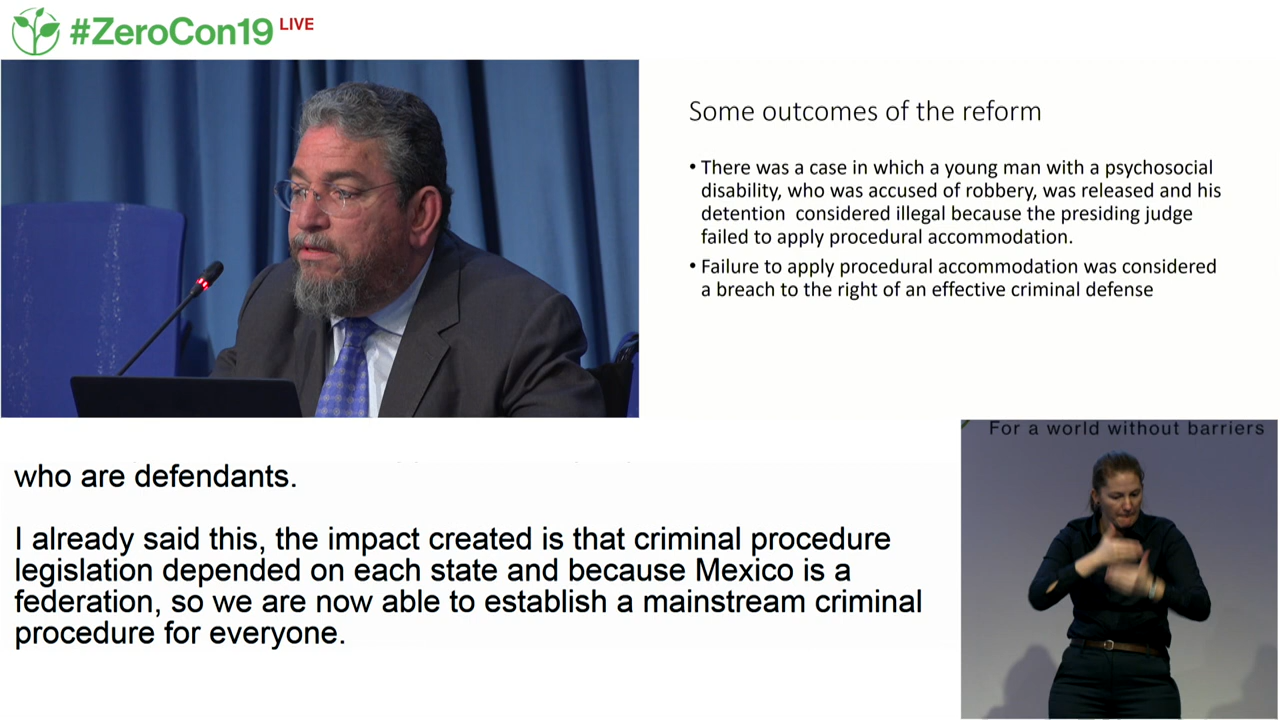 #ZeroCon19 LIVE
Some outcomes of the reform
• There was a case in which a young man with a psychosocial
disability, who was accused of robbery, was released and his
detention considered illegal because the presiding judge
failed to apply procedural accommodation.
• Failure to apply procedural accommodation was considered
a breach to the right of an effective criminal defense
who are defendants.
I already said this, the impact created is that criminal procedure
legislation depended on each state and because Mexico is a
federation, so we are now able to establish a mainstream criminal
procedure for everyone.
For a world without barriers